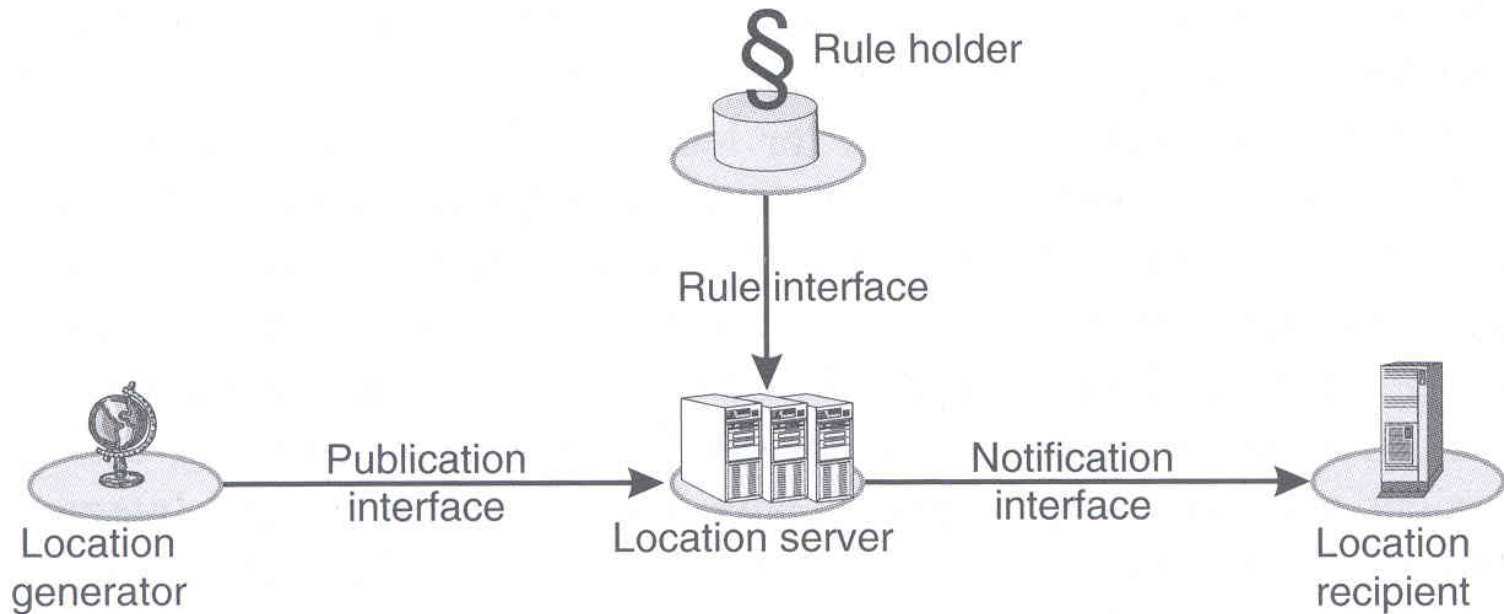 § Rule holder
Rule interface
Publication
interface
Notification
interface
Location
generator
Location server
Location
recipient